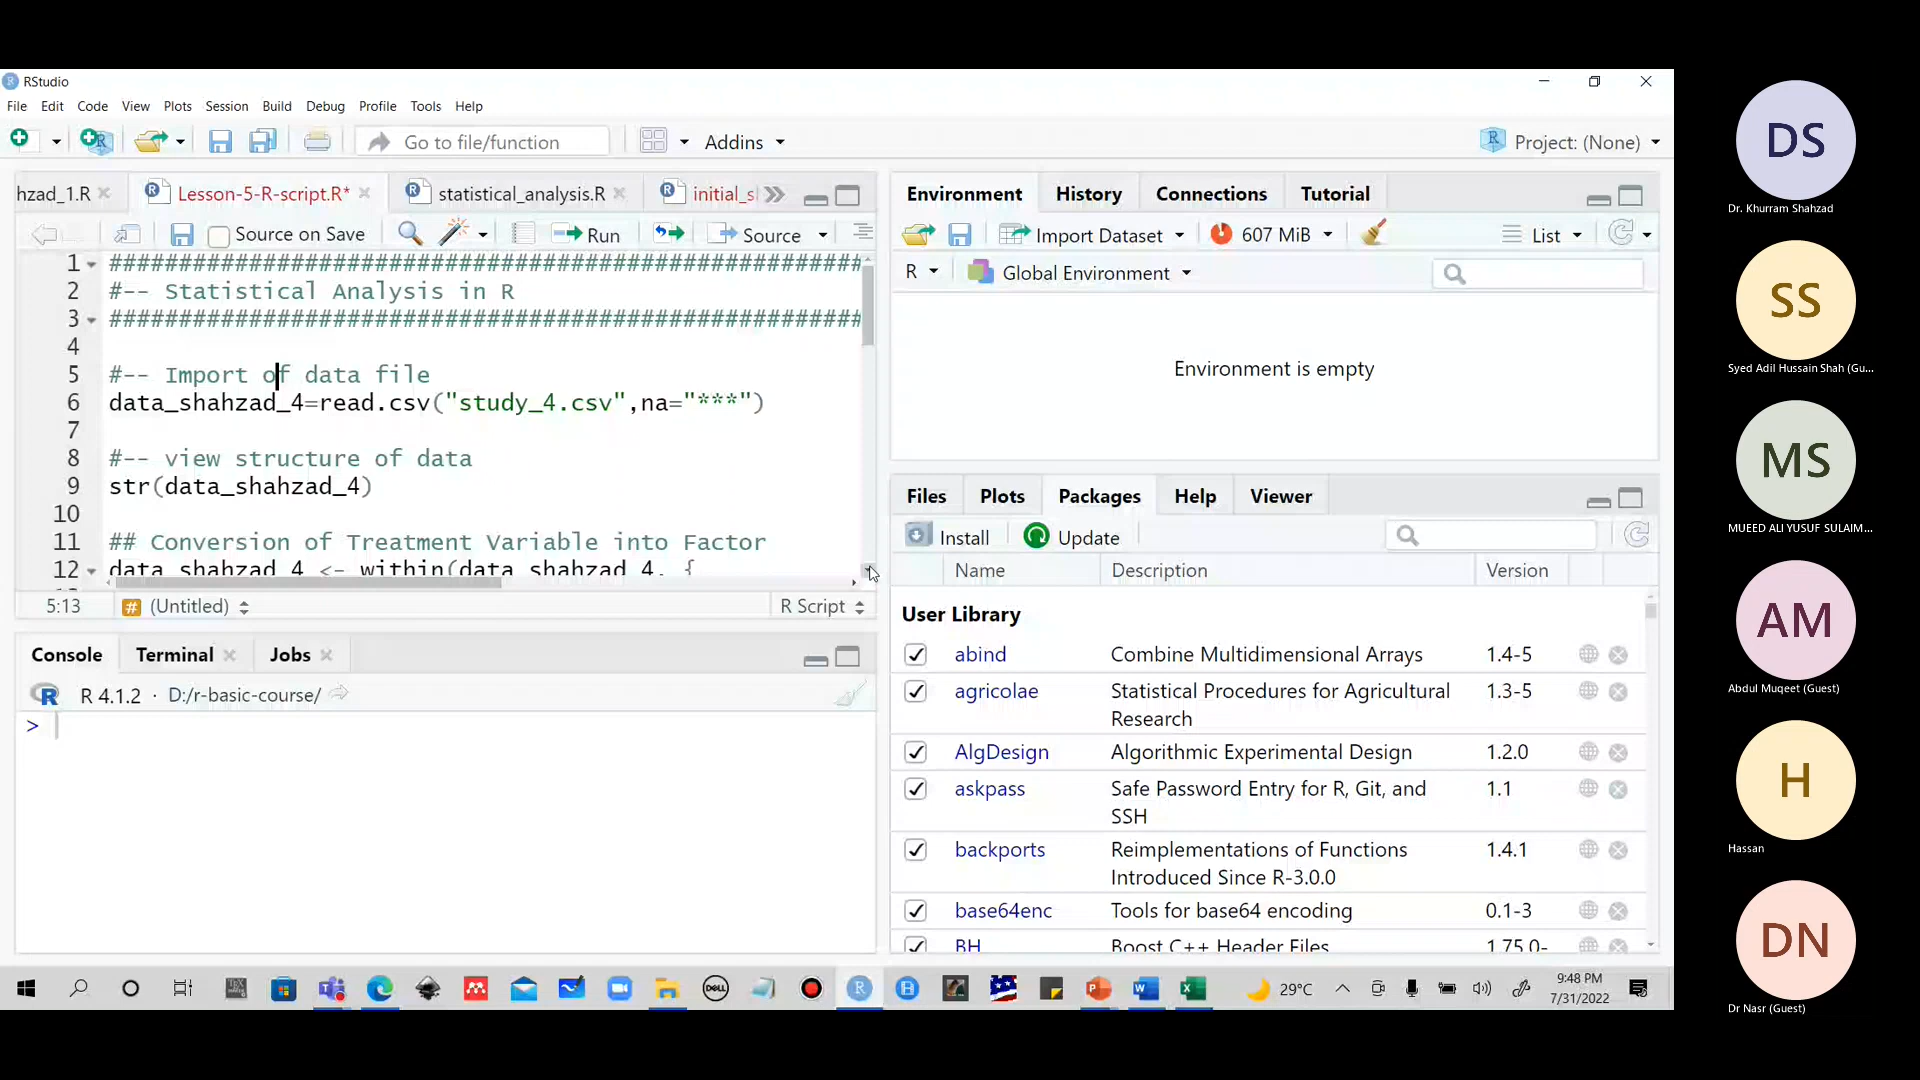 RStudio
File Edit Code View Plots Session Build Debug Profile Tools Help
Go to file/function Addins Project: (None)
hzad_1.R Lesson-5-R-script.R* statistical_analysis.R initial_s
Source on Save Run Source
1 ######################################################
2 #-- Statistical Analysis in R
3 ######################################################
4
5 #-- Import of data file
6 data_shahzad_4=read.csv("study_4.csv",na="***")
7
8 #-- view structure of data
9 str(data_shahzad_4)
10
11 ## Conversion of Treatment Variable into Factor
12 data_shahzad_4 <- within(data_shahzad_4, {
5:13 # (Untitled) R Script
Console Terminal Jobs
R 4.1.2 · D:/r-basic-course/
>
Environment History Connections Tutorial
Import Dataset 607 MiB List
R Global Environment
Environment is empty
Files Plots Packages Help Viewer
Install Update
Name Description Version
User Library
abind Combine Multidimensional Arrays 1.4-5
agricolae Statistical Procedures for Agricultural Research 1.3-5
AlgDesign Algorithmic Experimental Design 1.2.0
askpass Safe Password Entry for R, Git, and SSH 1.1
backports Reimplementations of Functions Introduced Since R-3.0.0 1.4.1
base64enc Tools for base64 encoding 0.1-3
BH Boost C++ Header Files 1.75.0-
29°C 9:48 PM
7/31/2022
DS
Dr. Khurram Shahzad
SS
Syed Adil Hussain Shah (Gu...
MS
MUEED ALI YUSUF SULAIM...
AM
Abdul Muqeet (Guest)
H
Hassan
DN
Dr Nasr (Guest)